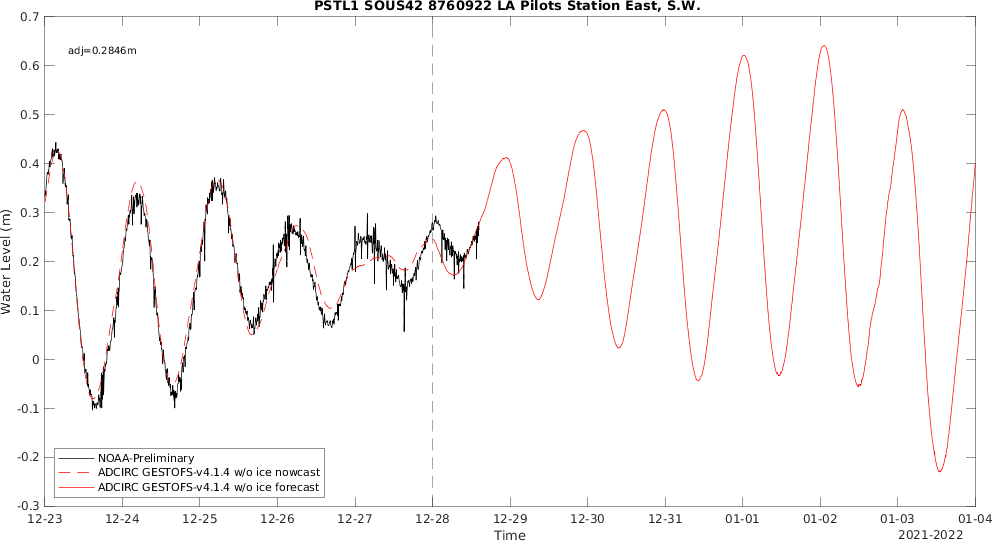 PSTL1 SOUS42 8760922 LA Pilots Station East, S.W.
adj=0.2846m
Water Level (m)
0.7
0.6
0.5
0.4
0.3
0.2
0.1
0
-0.1
-0.2
-0.3
NOAA-Preliminary
ADCIRC GESTOFS-v4.1.4 w/o ice nowcast
ADCIRC GESTOFS-v4.1.4 w/o ice forecast
12-23 12-24 12-25 12-26 12-27 12-28 12-29 12-30 12-31 01-01 01-02 01-03 01-04
Time
2021-2022